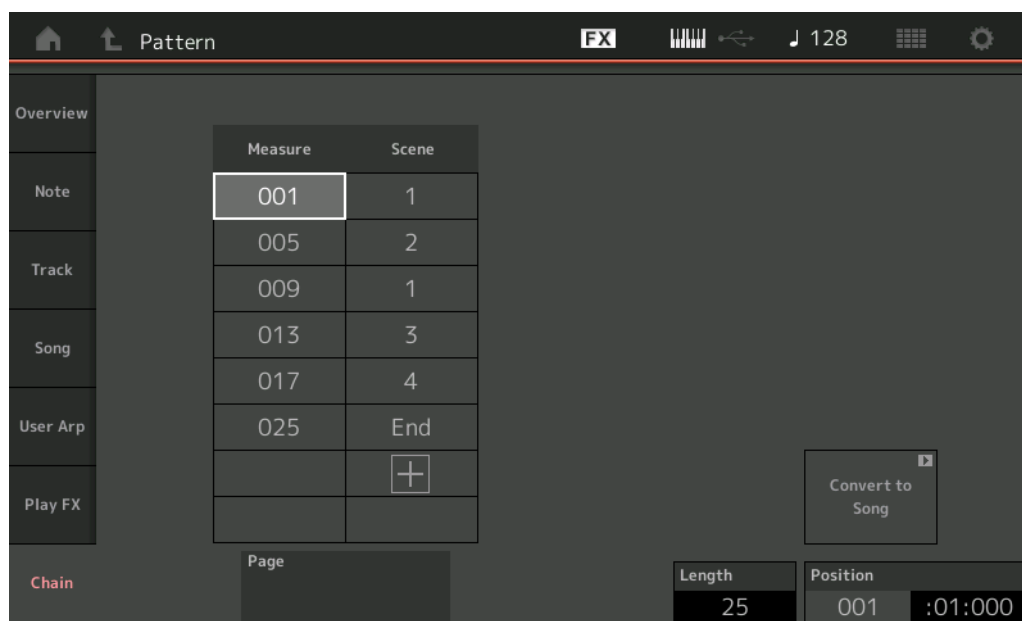 Pattern FX 128
Overview
Note
Track
Song
User Arp
Play FX
Chain
Measure Scene
001 1
005 2
009 1
013 3
017 4
025 End
Convert to
Song
Page
Length
25
Position
001 :01:000